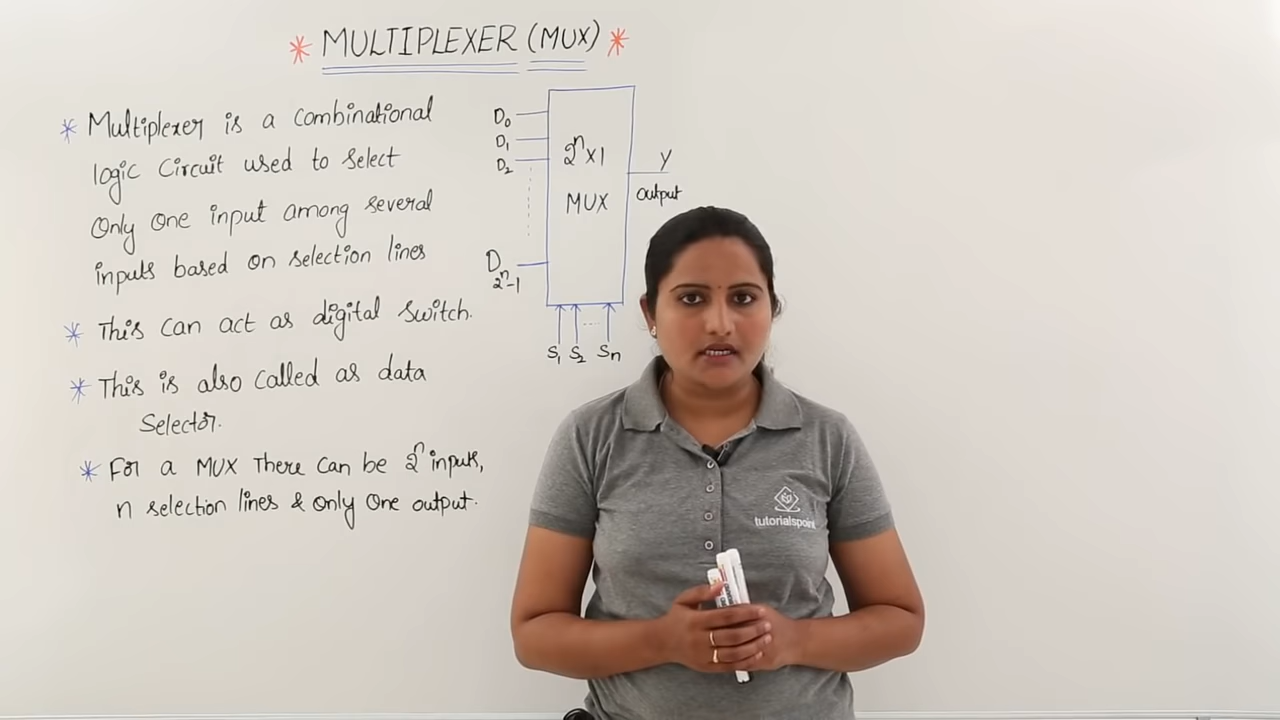 * MULTIPLEXER (MUX) *
* Multiplexer is a combinational
logic Circuit used to select
Only one input among several
inputs based on selection lines
* This can act as digital switch.
* This is also called as data
Selector.
* For a MUX There can be 2ⁿ inputs,
n selection lines & only one output.
D₀
D₁
D₂
D₂ⁿ₋₁
2ⁿx1
MUX
Y
output
S₁ S₂ Sₙ
tutorialspoint